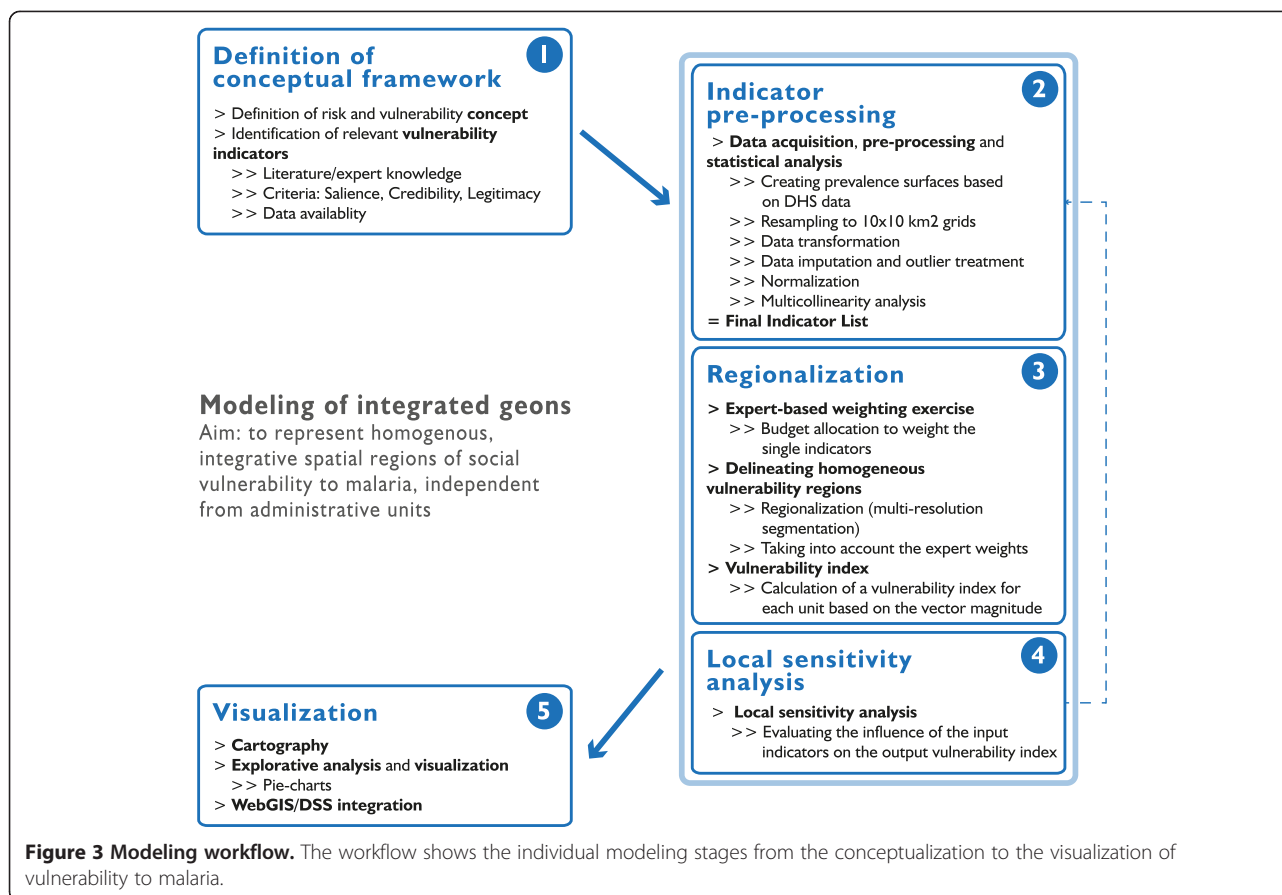 Definition of
conceptual framework
1
> Definition of risk and vulnerability concept
> Identification of relevant vulnerability
indicators
>> Literature/expert knowledge
>> Criteria: Salience, Credibility, Legitimacy
>> Data availablity
Indicator
pre-processing
2
> Data acquisition, pre-processing and
statistical analysis
>> Creating prevalence surfaces based
on DHS data
>> Resampling to 10x10 km2 grids
>> Data transformation
>> Data imputation and outlier treatment
>> Normalization
>> Multicollinearity analysis
= Final Indicator List
Regionalization
3
> Expert-based weighting exercise
>> Budget allocation to weight the
single indicators
> Delineating homogeneous
vulnerability regions
>> Regionalization (multi-resolution
segmentation)
>> Taking into account the expert weights
> Vulnerability index
>> Calculation of a vulnerability index for
each unit based on the vector magnitude
Local sensitivity
analysis
4
> Local sensitivity analysis
>> Evaluating the influence of the input
indicators on the output vulnerability index
Modeling of integrated geons
Aim: to represent homogenous,
integrative spatial regions of social
vulnerability to malaria, independent
from administrative units
Visualization
5
> Cartography
> Explorative analysis and visualization
>> Pie-charts
> WebGIS/DSS integration
Figure 3 Modeling workflow. The workflow shows the individual modeling stages from the conceptualization to the visualization of
vulnerability to malaria.